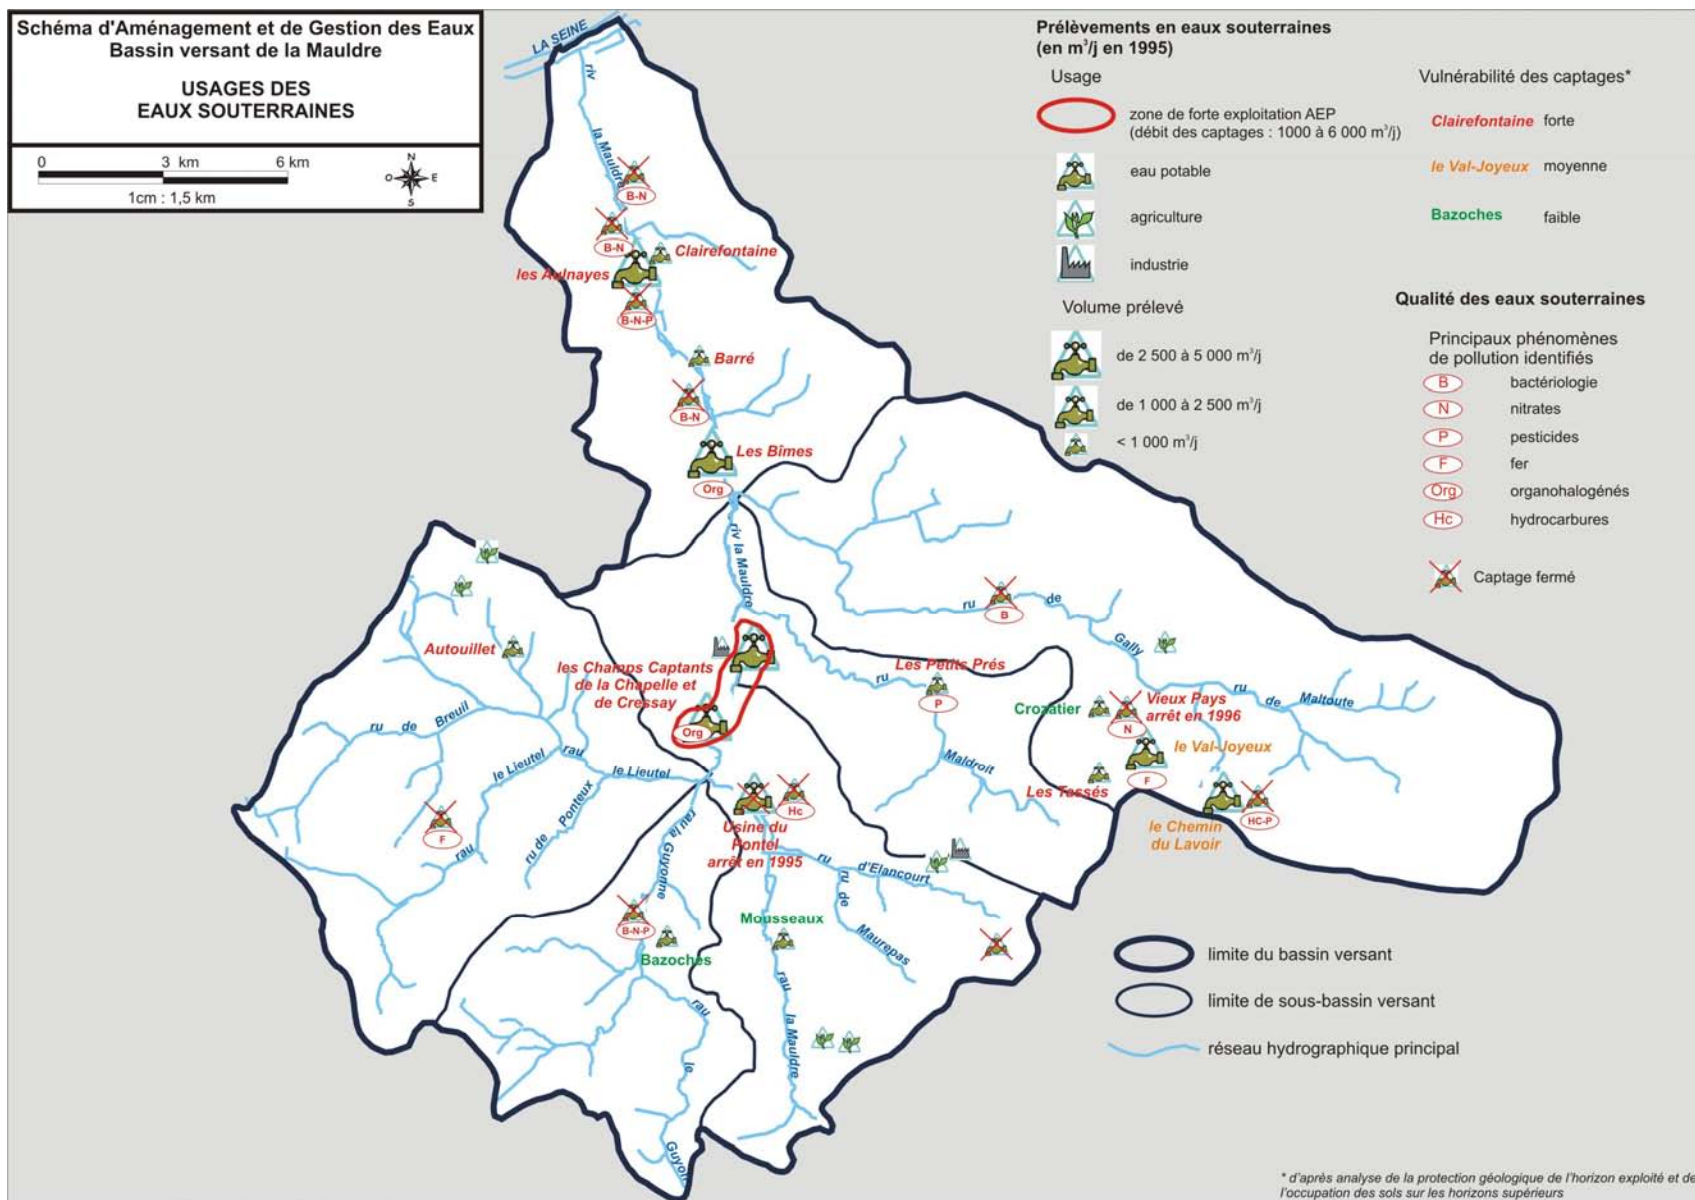 Schéma d'Aménagement et de Gestion des Eaux
Bassin versant de la Mauldre
USAGES DES
EAUX SOUTERRAINES
0 3 km 6 km
1cm : 1,5 km
N
O E
S
Prélèvements en eaux souterraines
(en m³/j en 1995)
Usage
zone de forte exploitation AEP
(débit des captages : 1000 à 6 000 m³/j)
eau potable
agriculture
industrie
Volume prélevé
de 2 500 à 5 000 m³/j
de 1 000 à 2 500 m³/j
< 1 000 m³/j
Vulnérabilité des captages*
Clairefontaine forte
le Val-Joyeux moyenne
Bazoches faible
Qualité des eaux souterraines
Principaux phénomènes
de pollution identifiés
B bactériologie
N nitrates
P pesticides
F fer
Org organohalogénés
Hc hydrocarbures
Captage fermé
LA SEINE
riv
la Mauldre
B-N
B-N
Clairefontaine
les Aulnayes
B-N-P
Barré
B-N
Les Bîmes
Org
riv la Mauldre
ru de
B
Gally
ru
de
Maltoute
Autouillet
les Champs Captants
de la Chapelle et
de Cressay
Org
Les Petits Prés
ru
P
Maldroit
Crozatier
Vieux Pays
arrêt en 1996
N
le Val-Joyeux
F
Les Tassés
le Chemin
du Lavoir
HC-P
ru de Breuil
le Lieutel
rau
le Lieutel
rau
ru de Ponteux
F
rau la Guyonne
Hc
Usine du
Pontel
arrêt en 1995
ru
d'Elancourt
ru de
Maurepas
B-N-P
Bazoches
Mousseaux
rau
la Mauldre
rau
le
Guyon
limite du bassin versant
limite de sous-bassin versant
réseau hydrographique principal
* d'après analyse de la protection géologique de l'horizon exploité et de
l'occupation des sols sur les horizons supérieurs